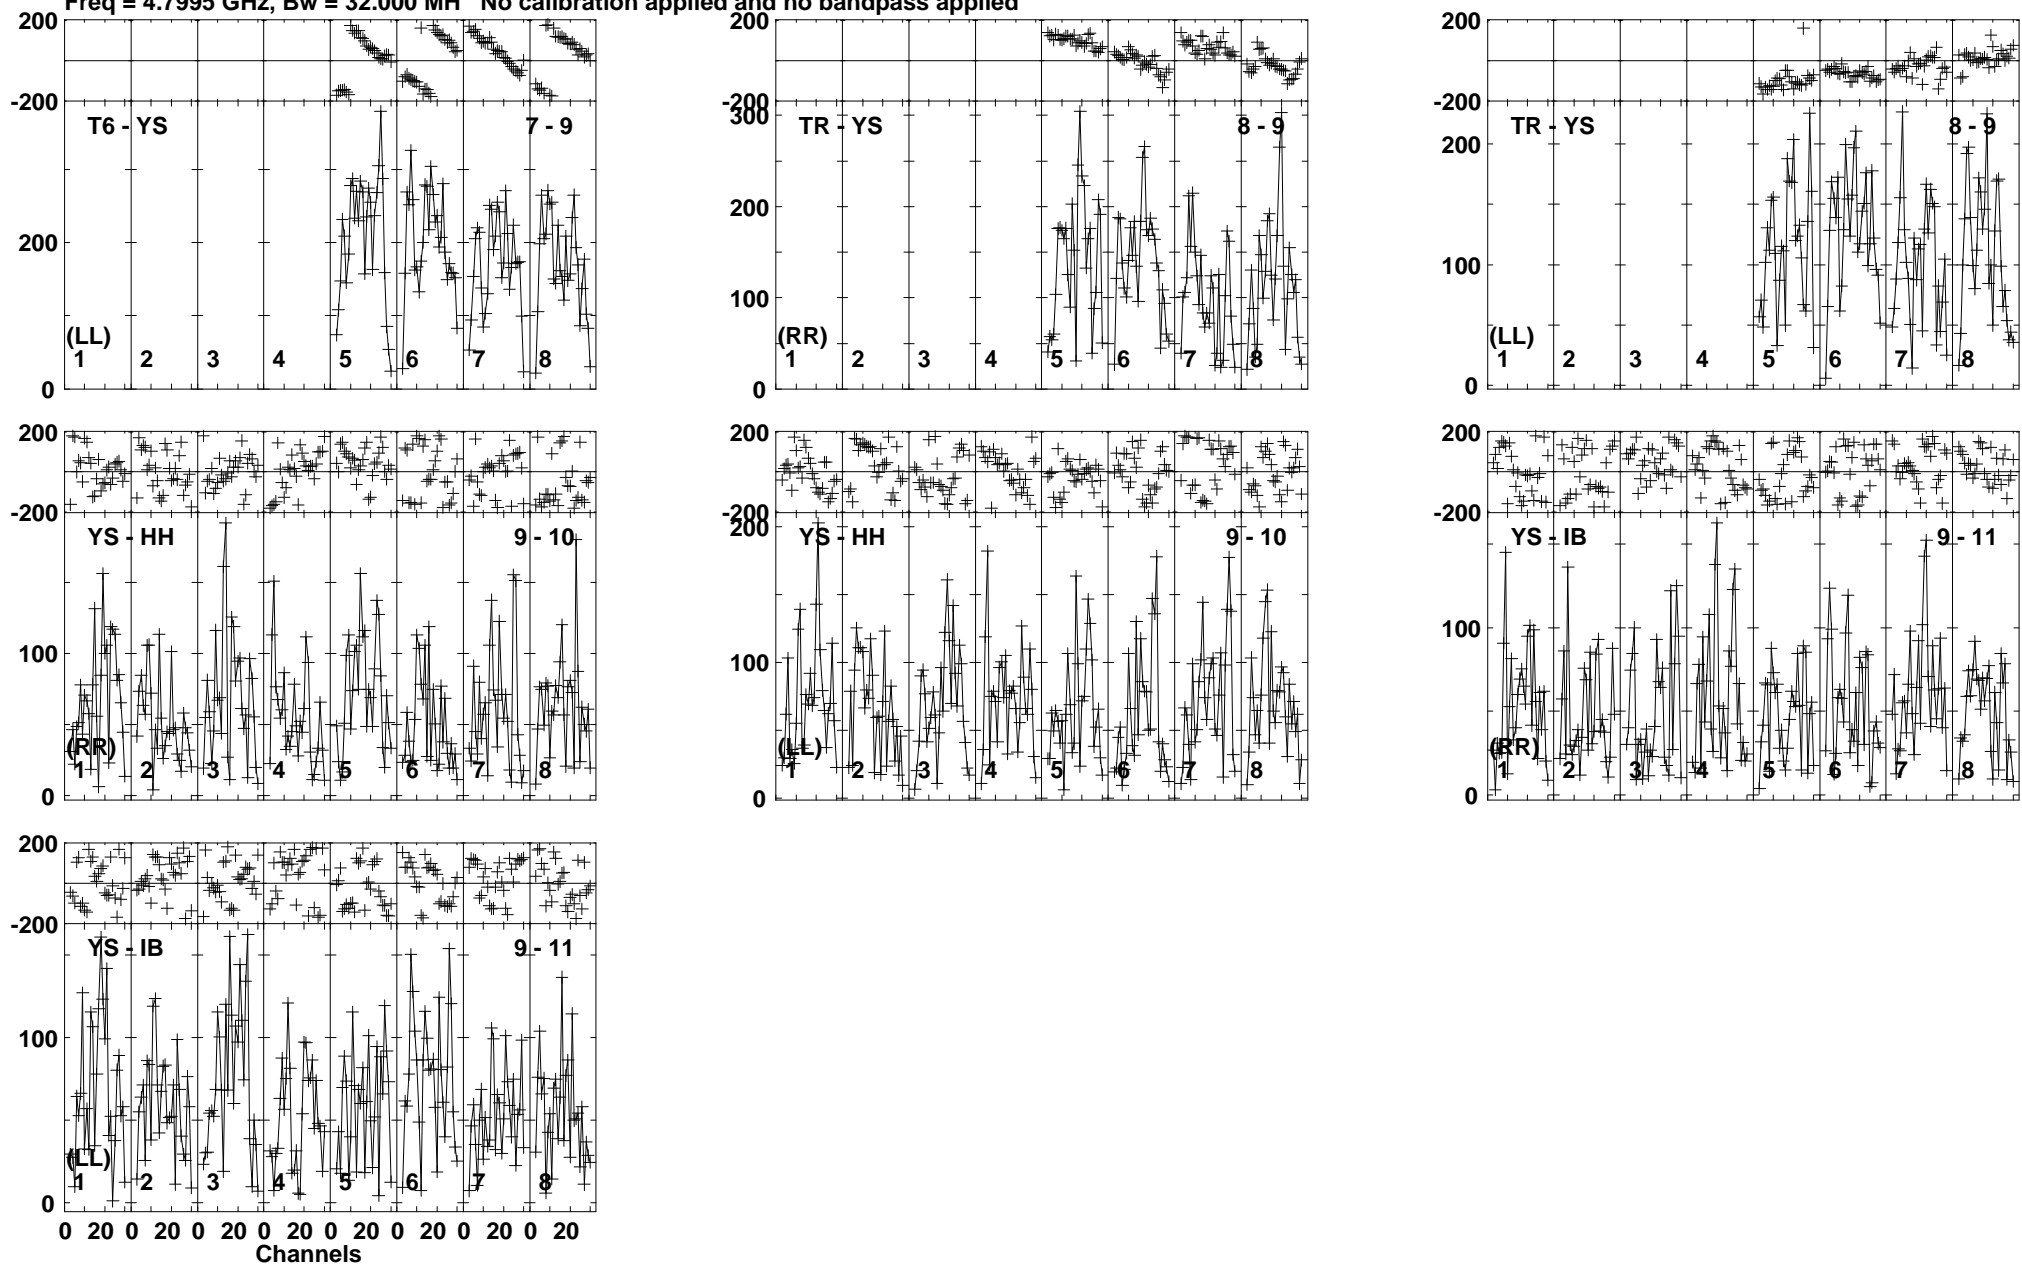 Freq = 4.7995 GHz, Bw = 32.000 MH No calibration applied and no bandpass applied
200
-200
T6 - YS 7 - 9
200
0
(LL)
1 2 3 4 5 6 7 8
200
-200
300
TR - YS 8 - 9
200
100
0
(RR)
1 2 3 4 5 6 7 8
200
-200
TR - YS 8 - 9
200
100
0
(LL)
1 2 3 4 5 6 7 8
200
-200
YS - HH 9 - 10
100
0
(RR)
1 2 3 4 5 6 7 8
200
-200
200
YS - HH 9 - 10
100
0
(LL)
1 2 3 4 5 6 7 8
200
-200
YS - IB 9 - 11
100
0
(RR)
1 2 3 4 5 6 7 8
200
-200
YS - IB 9 - 11
100
0
(LL)
1 2 3 4 5 6 7 8
0 20 0 20 0 20 0 20 0 20 0 20 0 20 0 20
Channels